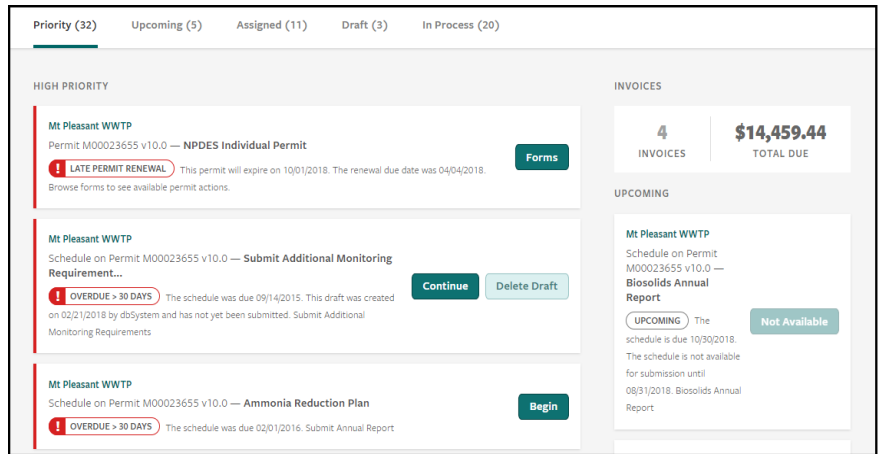 Priority (32) Upcoming (5) Assigned (11) Draft (3) In Process (20)
HIGH PRIORITY
Mt Pleasant WWTP
Permit M00023655 v10.0 — NPDES Individual Permit
! LATE PERMIT RENEWAL This permit will expire on 10/01/2018. The renewal due date was 04/04/2018.
Browse forms to see available permit actions.
Forms
Mt Pleasant WWTP
Schedule on Permit M00023655 v10.0 — Submit Additional Monitoring
Requirement...
! OVERDUE > 30 DAYS The schedule was due 09/14/2015. This draft was created
on 02/21/2018 by dbSystem and has not yet been submitted. Submit Additional
Monitoring Requirements
Continue
Delete Draft
Mt Pleasant WWTP
Schedule on Permit M00023655 v10.0 — Ammonia Reduction Plan
! OVERDUE > 30 DAYS The schedule was due 02/01/2016. Submit Annual Report
Begin
INVOICES
4
INVOICES
$14,459.44
TOTAL DUE
UPCOMING
Mt Pleasant WWTP
Schedule on Permit
M00023655 v10.0 —
Biosolids Annual
Report
UPCOMING The
schedule is due 10/30/2018.
The schedule is not available
for submission until
08/31/2018. Biosolids Annual
Report
Not Available